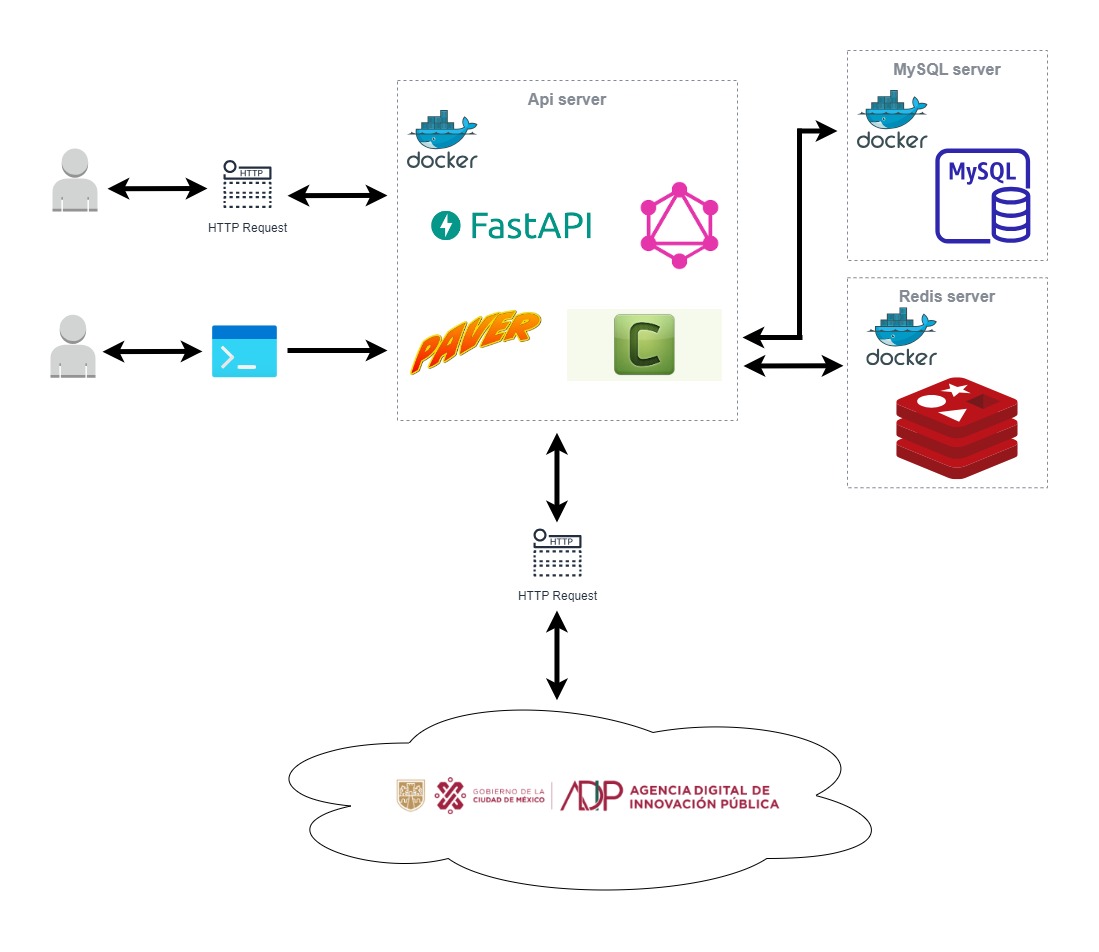 MySQL server
Api server
docker
docker
HTTP
MySQL
HTTP Request
FastAPI
Redis server
PAVER
C
docker
>_
HTTP
HTTP Request
GOBIERNO DE LA
CIUDAD DE MÉXICO
ADIP
AGENCIA DIGITAL DE
INNOVACIÓN PÚBLICA